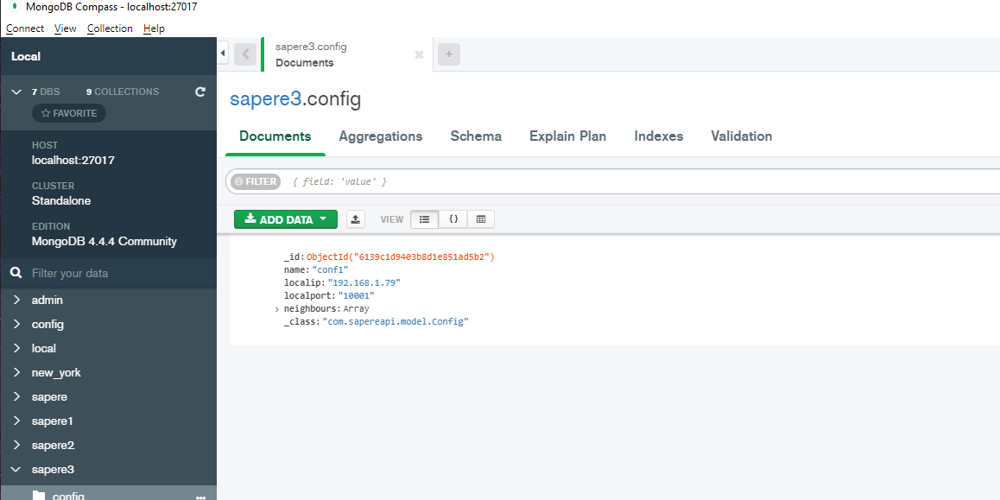 MongoDB Compass - localhost:27017
Connect View Collection Help
Local
7 DBS 9 COLLECTIONS
FAVORITE
HOST
localhost:27017
CLUSTER
Standalone
EDITION
MongoDB 4.4.4 Community
Filter your data
admin
config
local
new_york
sapere
sapere1
sapere2
sapere3
config
sapere3.config
Documents
sapere3.config
Documents Aggregations Schema Explain Plan Indexes Validation
FILTER { field: 'value' }
ADD DATA VIEW {}
_id: ObjectId("6139c1d9403b8d1e851ad5b2")
name: "conf1"
localip: "192.168.1.79"
localport: "10001"
neighbours: Array
_class: "com.sapereapi.model.Config"